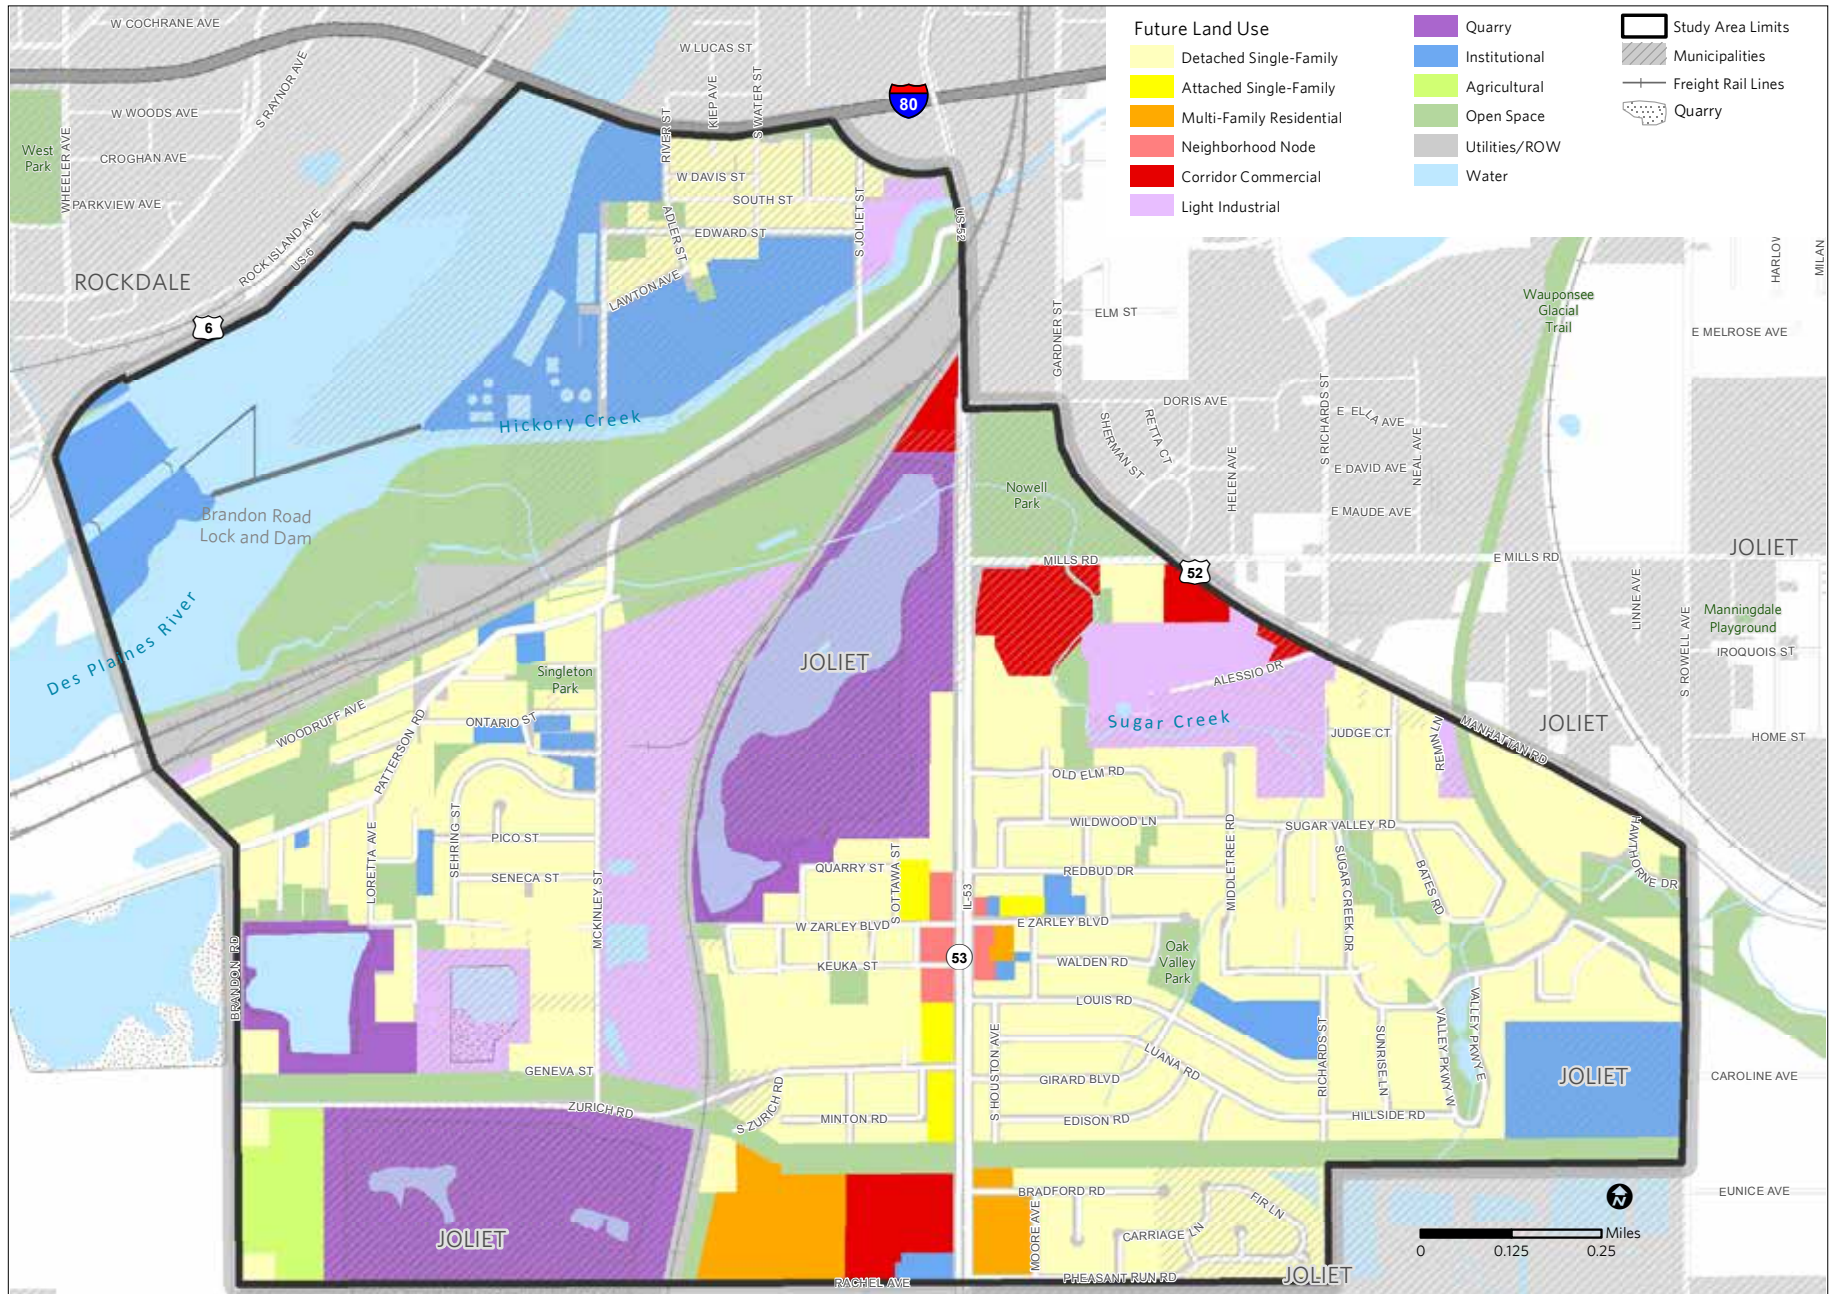 Future Land Use
Detached Single-Family
Attached Single-Family
Multi-Family Residential
Neighborhood Node
Corridor Commercial
Light Industrial
Quarry
Institutional
Agricultural
Open Space
Utilities/ROW
Water
Study Area Limits
Municipalities
Freight Rail Lines
Quarry
W COCHRANE AVE
W LUCAS ST
S RAYNOR AVE
W WOODS AVE
KIEP AVE
S WATER ST
80
West
Park
WHEELER AVE
CROGHAN AVE
PARKVIEW AVE
RIVER ST
W DAVIS ST
SOUTH ST
ADLER ST
EDWARD ST
S JOLIET ST
US-52
ROCK ISLAND AVE
US-6
ROCKDALE
LAWTON AVE
6
GARDNER ST
ELM ST
Wauponsee
Glacial
Trail
HARLOW
MILAN
E MELROSE AVE
DORIS AVE
E ELLA AVE
SHERMAN ST
RETTA CT
S RICHARDS ST
HELEN AVE
E DAVID AVE
NEAL AVE
E MAUDE AVE
Hickory Creek
Nowell
Park
Brandon Road
Lock and Dam
MILLS RD
52
E MILLS RD
JOLIET
LINNE AVE
Manningdale
Playground
IROQUOIS ST
S ROWELL AVE
Des Plaines River
Singleton
Park
JOLIET
ALESSIO DR
Sugar Creek
WOODRUFF AVE
ONTARIO ST
PATTERSON RD
JUDGE CT
REMIN LN
MANHATTAN RD
JOLIET
HOME ST
OLD ELM RD
WILDWOOD LN
MIDDLETREE RD
SUGAR VALLEY RD
HAWTHORNE DR
LORETTA AVE
SEHRING ST
PICO ST
SENECA ST
MCKINLEY ST
QUARRY ST
S OTTAWA ST
IL-53
REDBUD DR
SUGAR CREEK DR
BATES RD
W ZARLEY BLVD
E ZARLEY BLVD
KEUKA ST
53
WALDEN RD
Oak
Valley
Park
LOUIS RD
BRANDON RD
GENEVA ST
S HOUSTON AVE
LUANA RD
RICHARDS ST
SUNRISE LN
VALLEY PKWY W
VALLEY PKWY E
JOLIET
CAROLINE AVE
GIRARD BLVD
ZURICH RD
S ZURICH RD
MINTON RD
EDISON RD
HILLSIDE RD
BRADFORD RD
MOORE AVE
FIR LN
CARRIAGE LN
EUNICE AVE
JOLIET
RACHEL AVE
PHEASANT RUN RD
JOLIET
N
Miles
0
0.125
0.25